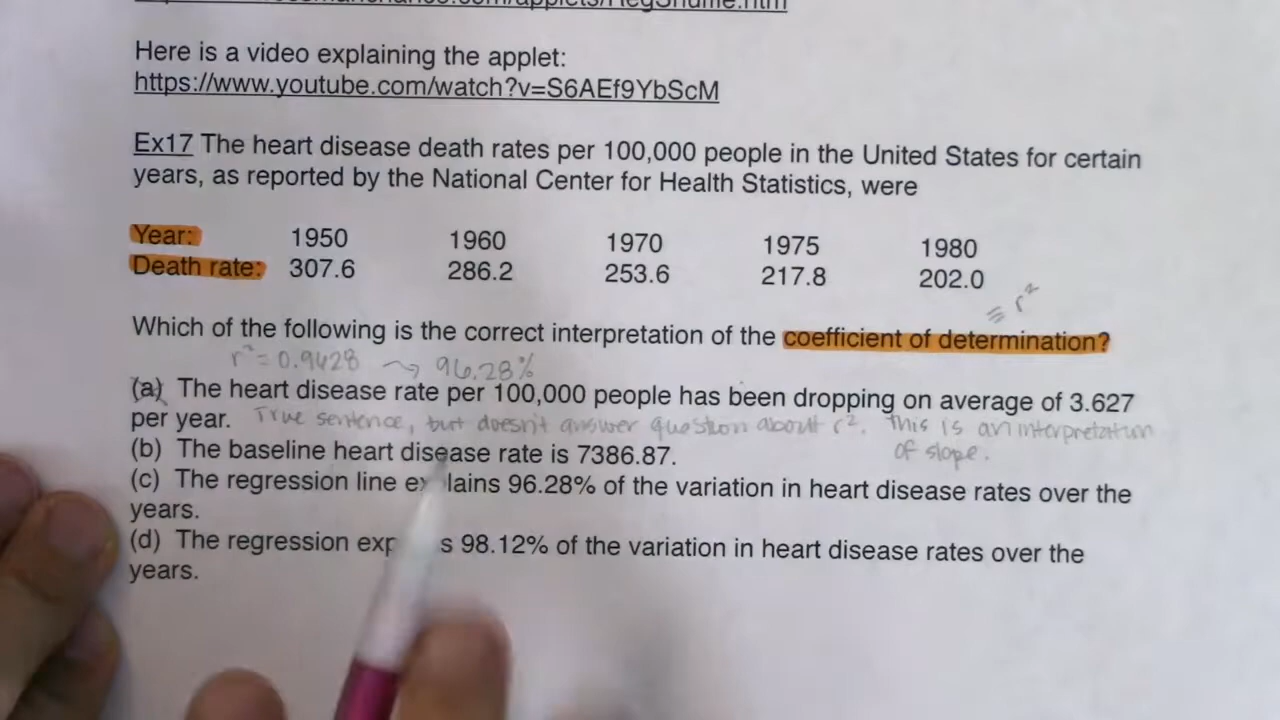 Here is a video explaining the applet:
https://www.youtube.com/watch?v=S6AEf9YbScM
Ex17 The heart disease death rates per 100,000 people in the United States for certain
years, as reported by the National Center for Health Statistics, were
Year: 1950 1960 1970 1975 1980
Death rate: 307.6 286.2 253.6 217.8 202.0
≡ r²
Which of the following is the correct interpretation of the coefficient of determination?
r² = 0.9628 → 96.28%
(a) The heart disease rate per 100,000 people has been dropping on average of 3.627
per year. True sentence, but doesn't answer question about r². This is an interpretation
of slope.
(b) The baseline heart disease rate is 7386.87.
(c) The regression line lains 96.28% of the variation in heart disease rates over the
years.
(d) The regression exp s 98.12% of the variation in heart disease rates over the
years.